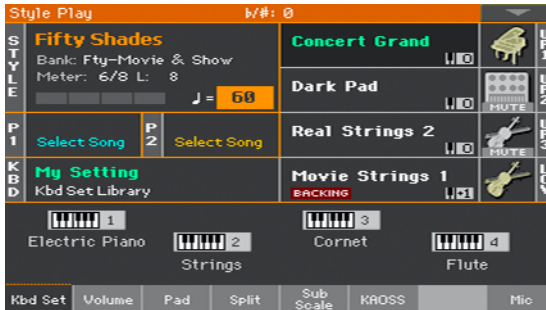 Style Play
b/#: 0
STYLE
Fifty Shades
Bank: Fty-Movie & Show
Meter: 6/8 L: 8
♩ = 60
P1
Select Song
P2
Select Song
KBD
My Setting
Kbd Set Library
Concert Grand
Dark Pad
MUTE
Real Strings 2
MUTE
Movie Strings 1
BACKING
+1
1
Electric Piano
2
Strings
3
Cornet
4
Flute
Kbd Set
Volume
Pad
Split
Sub
Scale
KAOSS
Mic